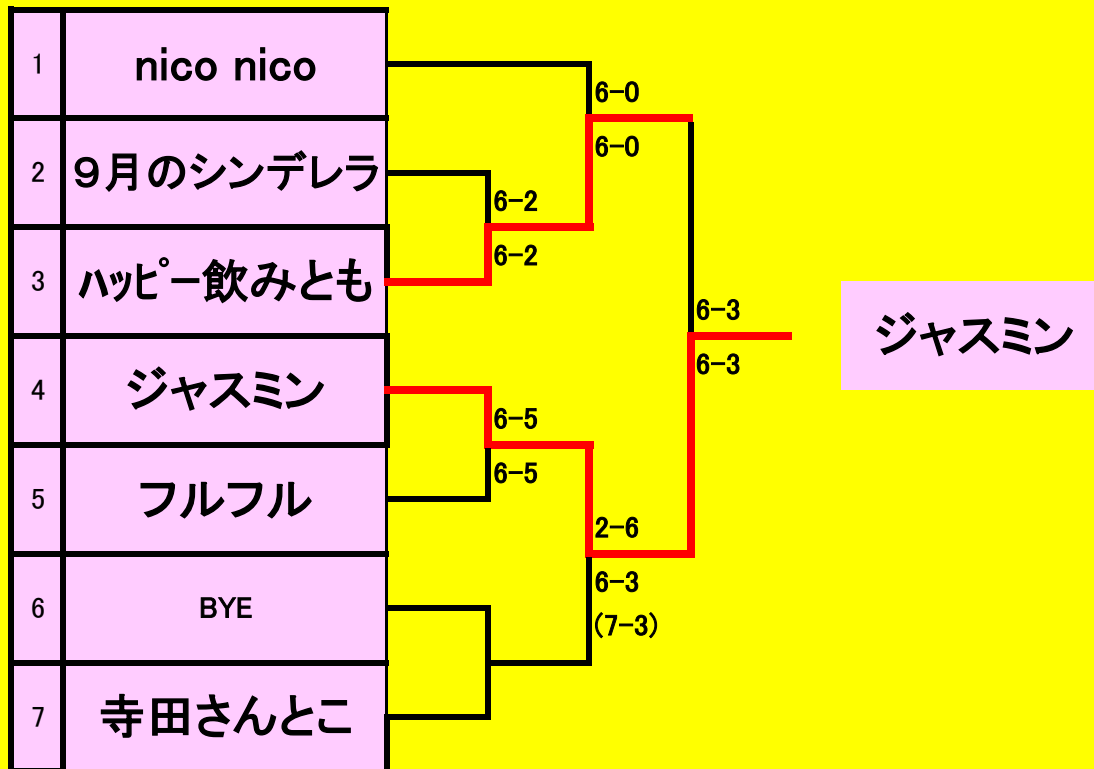 1 nico nico
6-0
6-0
2 ９月のシンデレラ
6-2
6-2
3 ﾊｯﾋﾟｰ飲みとも
6-3
6-3
ジャスミン
4 ジャスミン
6-5
6-5
5 フルフル
2-6
6-3
(7-3)
6 BYE
7 寺田さんとこ